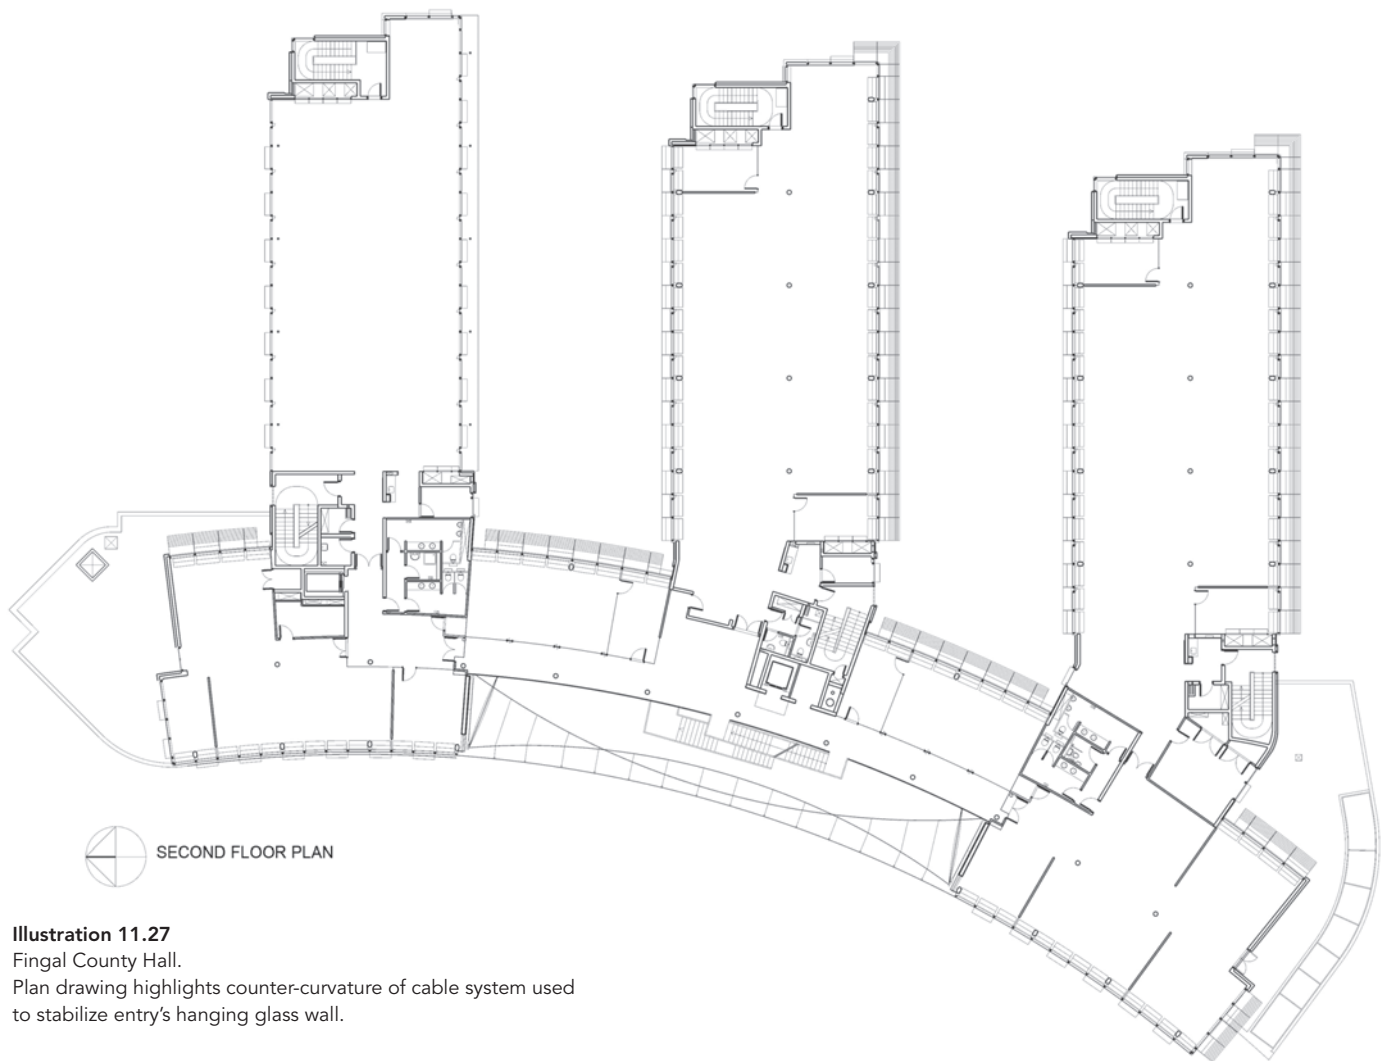 SECOND FLOOR PLAN
Illustration 11.27
Fingal County Hall.
Plan drawing highlights counter-curvature of cable system used
to stabilize entry’s hanging glass wall.